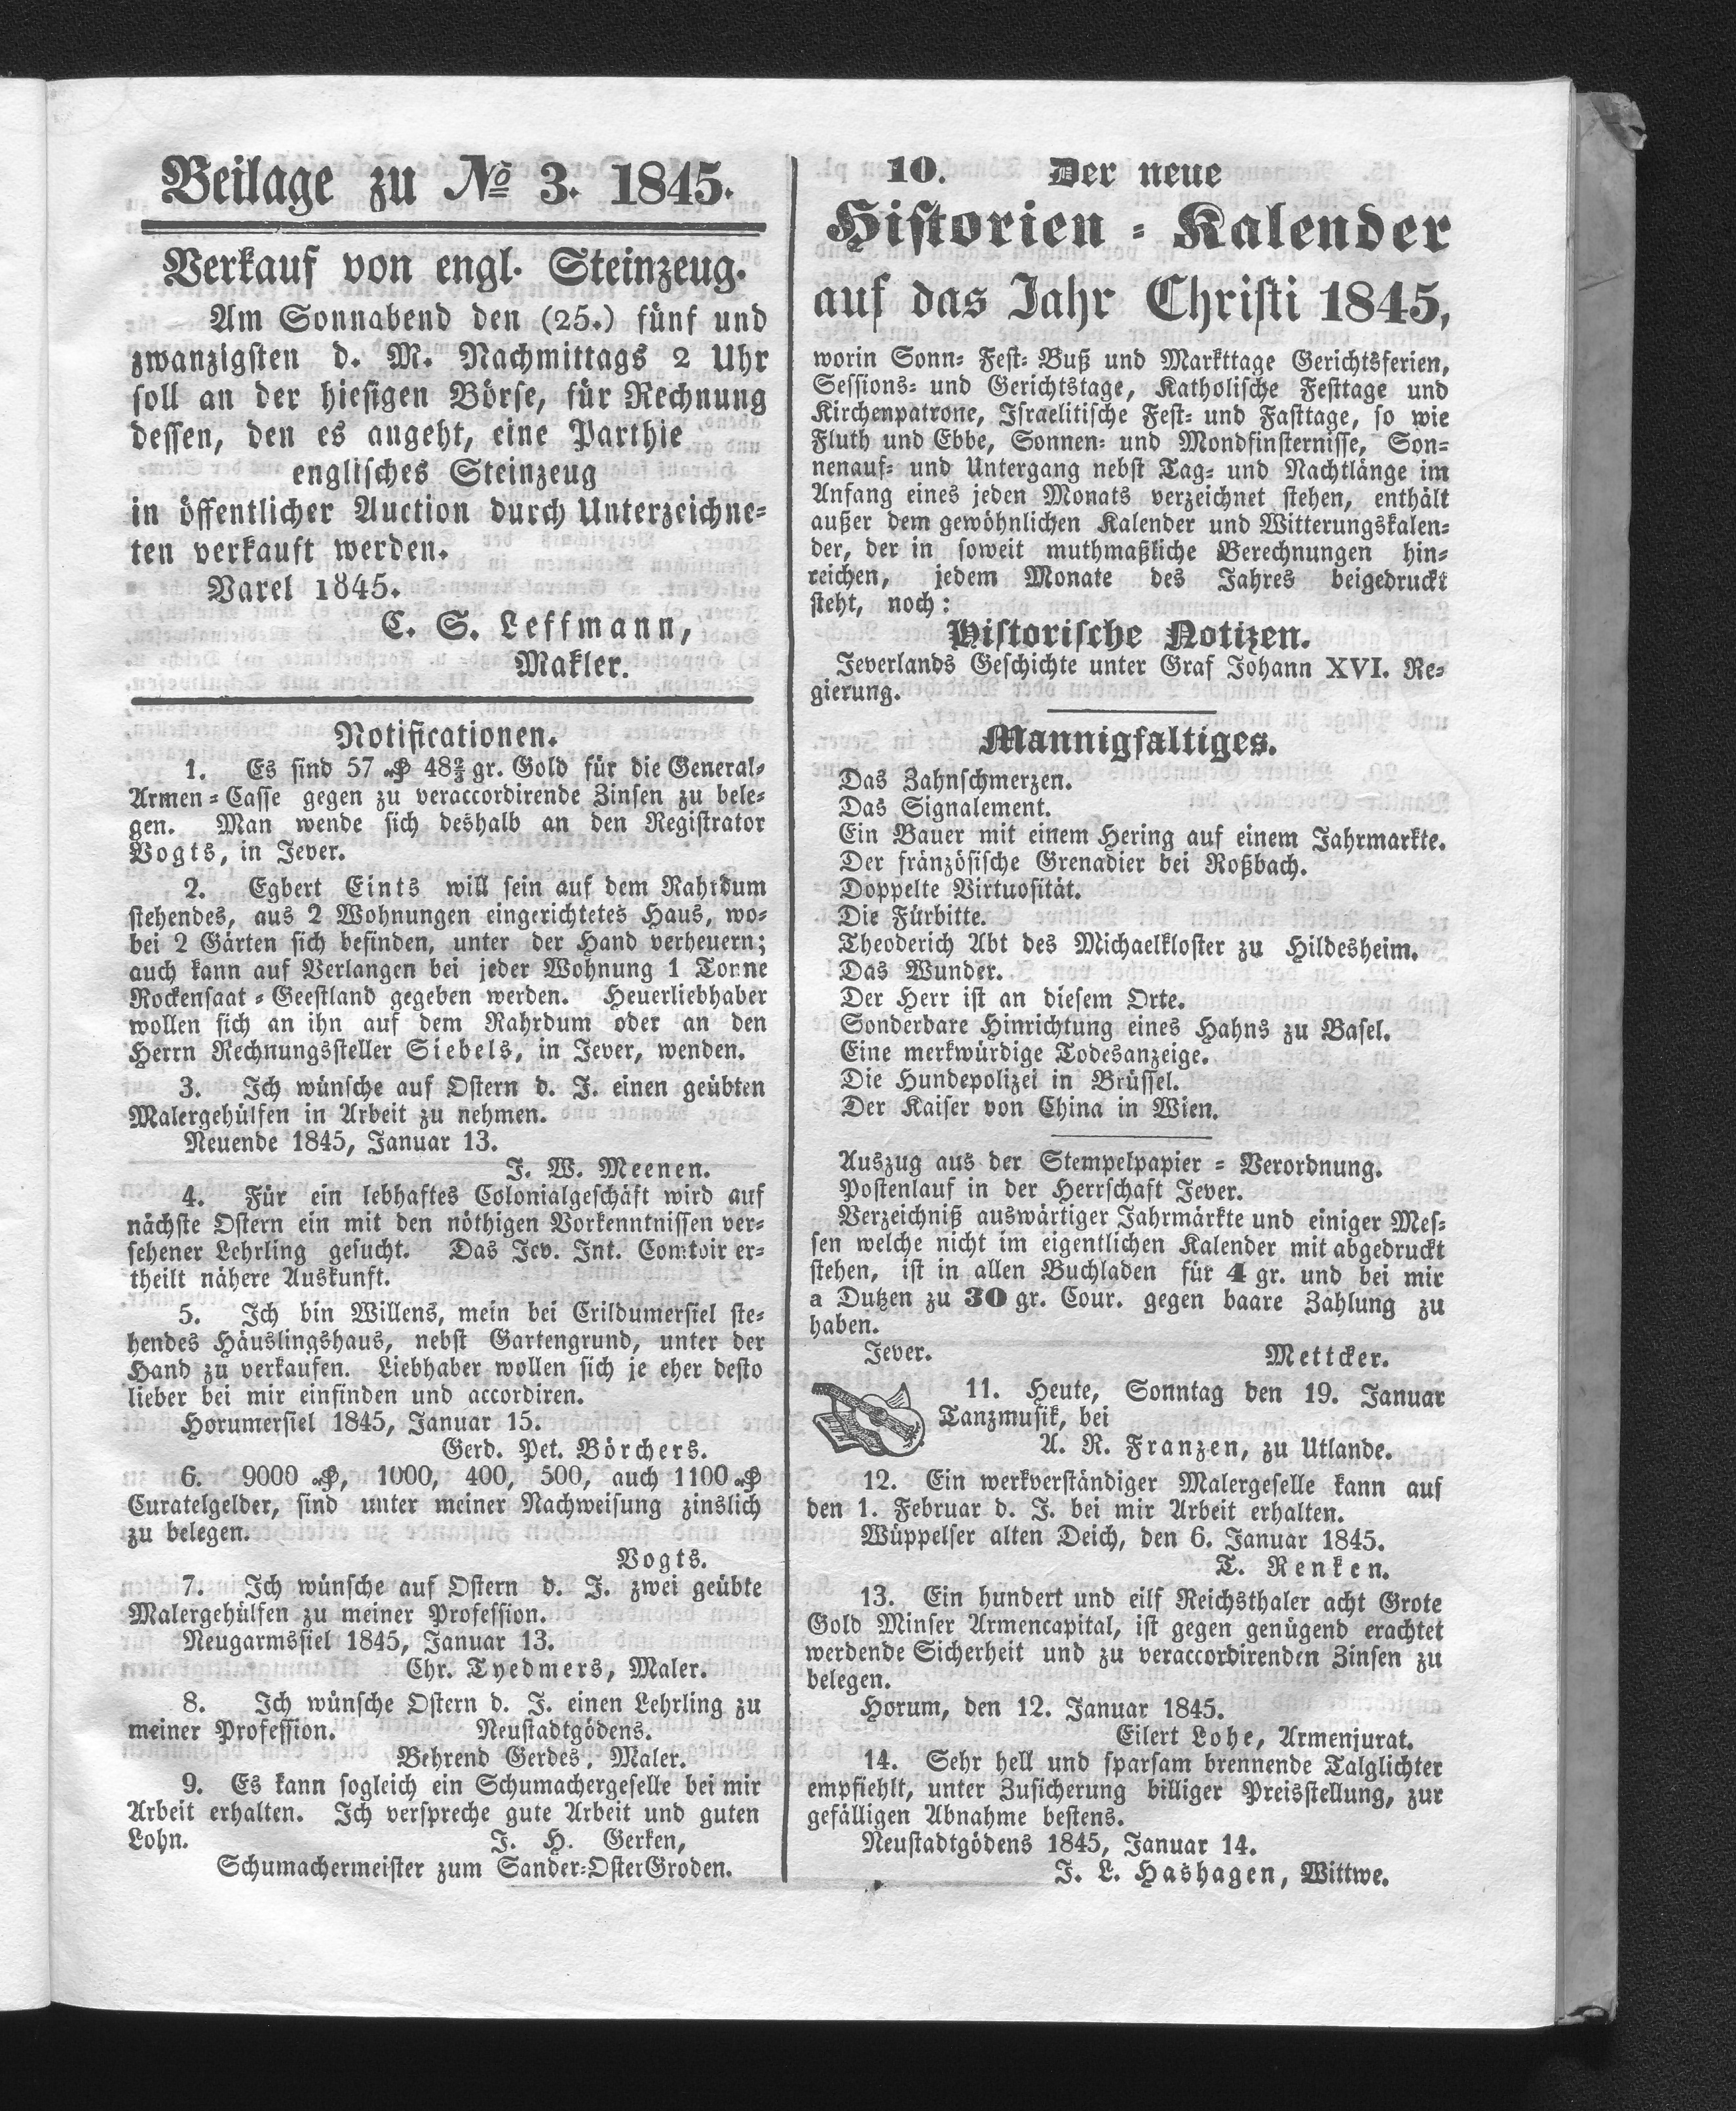 Beilage zu No 3. 1845.
Verkauf von engl. Steinzeug.
Am Sonnabend den (25.) fünf und
zwanzigsten d. M. Nachmittags 2 Uhr
soll an der hiesigen Börse, für Rechnung
dessen, den es angeht, eine Parthie
englisches Steinzeug
in öffentlicher Auction durch Unterzeichne-
ten verkauft werden.
Varel 1845.
C. S. Leffmann,
Makler.
Notificationen.
1. Es sind 57 ₰ 48⅔ gr. Gold für die General-
Armen-Casse gegen zu veraccordirende Zinsen zu bele-
gen. Man wende sich deshalb an den Registrator
Vogts, in Jever.
2. Egbert Eints will sein auf dem Rahrdum
stehendes, aus 2 Wohnungen eingerichtetes Haus, wo-
bei 2 Gärten sich befinden, unter der Hand verheuern;
auch kann auf Verlangen bei jeder Wohnung 1 Tonne
Rockensaat-Geestland gegeben werden. Heuerliebhaber
wollen sich an ihn auf dem Rahrdum oder an den
Herrn Rechnungssteller Siebels, in Jever, wenden.
3. Ich wünsche auf Ostern d. J. einen geübten
Malergehülfen in Arbeit zu nehmen.
Neuende 1845, Januar 13.
J. W. Meenen.
4. Für ein lebhaftes Colonialgeschäft wird auf
nächste Ostern ein mit den nöthigen Vorkenntnissen ver-
sehener Lehrling gesucht. Das Jev. Int. Comtoir er-
theilt nähere Auskunft.
5. Ich bin Willens, mein bei Crildumersiel ste-
hendes Häuslingshaus, nebst Gartengrund, unter der
Hand zu verkaufen. Liebhaber wollen sich je eher desto
lieber bei mir einfinden und accordiren.
Horumersiel 1845, Januar 15.
Gerd. Pet. Börchers.
6. 9000 ₰, 1000, 400, 500, auch 1100 ₰
Curatelgelder, sind unter meiner Nachweisung zinslich
zu belegen.
Vogts.
7. Ich wünsche auf Ostern d. J. zwei geübte
Malergehülfen zu meiner Profession.
Neugarmssiel 1845, Januar 13.
Chr. Tyedmers, Maler.
8. Ich wünsche Ostern d. J. einen Lehrling zu
meiner Profession. Neustadtgödens.
Behrend Gerdes, Maler.
9. Es kann sogleich ein Schumachergeselle bei mir
Arbeit erhalten. Ich verspreche gute Arbeit und guten
Lohn. J. H. Gerken,
Schumachermeister zum Sander-OsterGroden.
10. Der neue
Historien-Kalender
auf das Jahr Christi 1845,
worin Sonn- Fest- Buß und Markttage Gerichtsferien,
Sessions- und Gerichtstage, Katholische Festtage und
Kirchenpatrone, Israelitische Fest- und Fasttage, so wie
Fluth und Ebbe, Sonnen- und Mondfinsternisse, Son-
nenauf- und Untergang nebst Tag- und Nachtlänge im
Anfang eines jeden Monats verzeichnet stehen, enthält
außer dem gewöhnlichen Kalender und Witterungskalen-
der, der in soweit muthmaßliche Berechnungen hin-
reichen, jedem Monate des Jahres beigedruckt
steht, noch:
Historische Notizen.
Jeverlands Geschichte unter Graf Johann XVI. Re-
gierung.
Mannigfaltiges.
Das Zahnschmerzen.
Das Signalement.
Ein Bauer mit einem Hering auf einem Jahrmarkte.
Der fränzösische Grenadier bei Roßbach.
Doppelte Virtuosität.
Die Fürbitte.
Theoderich Abt des Michaelkloster zu Hildesheim.
Das Wunder.
Der Herr ist an diesem Orte.
Sonderbare Hinrichtung eines Hahns zu Basel.
Eine merkwürdige Todesanzeige.
Die Hundepolizei in Brüssel.
Der Kaiser von China in Wien.
Auszug aus der Stempelpapier-Verordnung.
Postenlauf in der Herrschaft Jever.
Verzeichniß auswärtiger Jahrmärkte und einiger Mes-
sen welche nicht im eigentlichen Kalender mit abgedruckt
stehen, ist in allen Buchladen für 4 gr. und bei mir
a Dutzen zu 30 gr. Cour. gegen baare Zahlung zu
haben.
Jever. Mettcker.
11. Heute, Sonntag den 19. Januar
Tanzmusik, bei
A. R. Franzen, zu Utlande.
12. Ein werkverständiger Malergeselle kann auf
den 1. Februar d. J. bei mir Arbeit erhalten.
Wüppelser alten Deich, den 6. Januar 1845.
T. Renken.
13. Ein hundert und eilf Reichsthaler acht Grote
Gold Minser Armencapital, ist gegen genügend erachtet
werdende Sicherheit und zu veraccordirenden Zinsen zu
belegen.
Horum, den 12. Januar 1845.
Eilert Lohe, Armenjurat.
14. Sehr hell und sparsam brennende Talglichter
empfiehlt, unter Zusicherung billiger Preisstellung, zur
gefälligen Abnahme bestens.
Neustadtgödens 1845, Januar 14.
J. L. Hashagen, Wittwe.